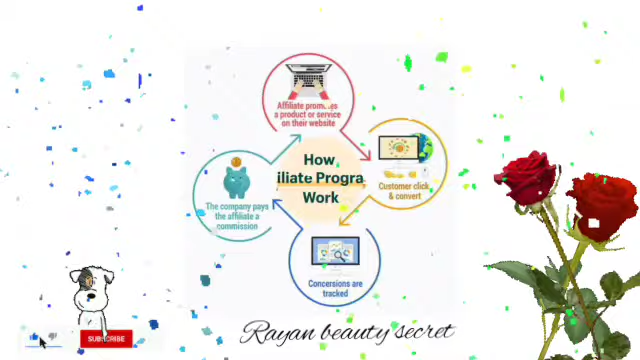 Affiliate promotes
a product or service
on their website
How
iliate Progra
Work
Customer click
& convert
The company pays
the affiliate a
commission
Concersions are
tracked
SUBSCRIBE
Rayan beauty secret